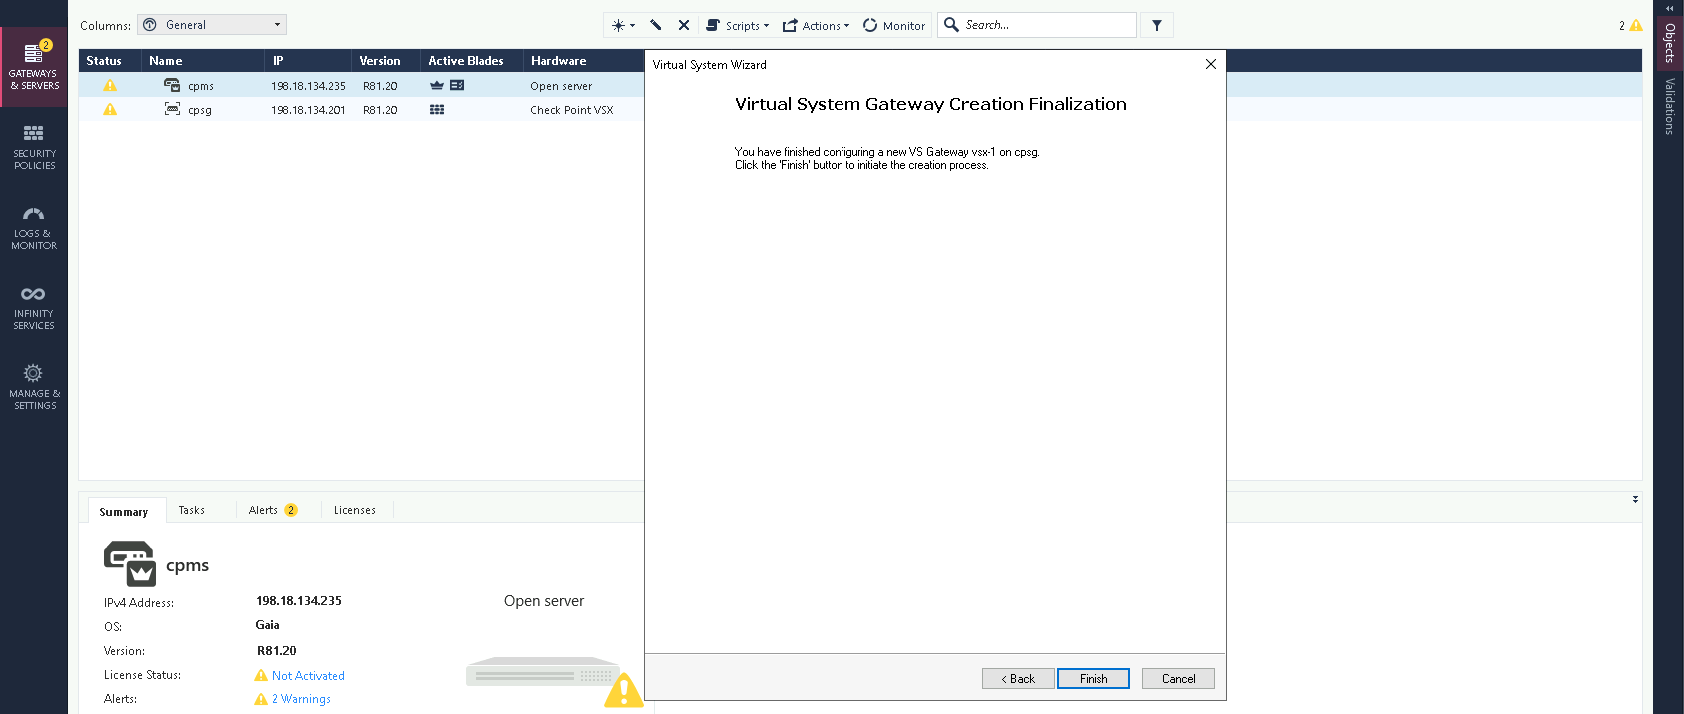 Columns: General
Scripts Actions Monitor Search...
2
2
GATEWAYS
& SERVERS
SECURITY
POLICIES
LOGS &
MONITOR
INFINITY
SERVICES
MANAGE &
SETTINGS
Status Name IP Version Active Blades Hardware
cpms 198.18.134.235 R81.20 Open server
cpsg 198.18.134.201 R81.20 Check Point VSX
Virtual System Wizard
Virtual System Gateway Creation Finalization
You have finished configuring a new VS Gateway vsx-1 on cpsg.
Click the 'Finish' button to initiate the creation process.
< Back Finish Cancel
Summary Tasks Alerts 2 Licenses
cpms
IPv4 Address: 198.18.134.235
OS: Gaia
Version: R81.20
License Status: Not Activated
Alerts: 2 Warnings
Open server
Objects
Validations